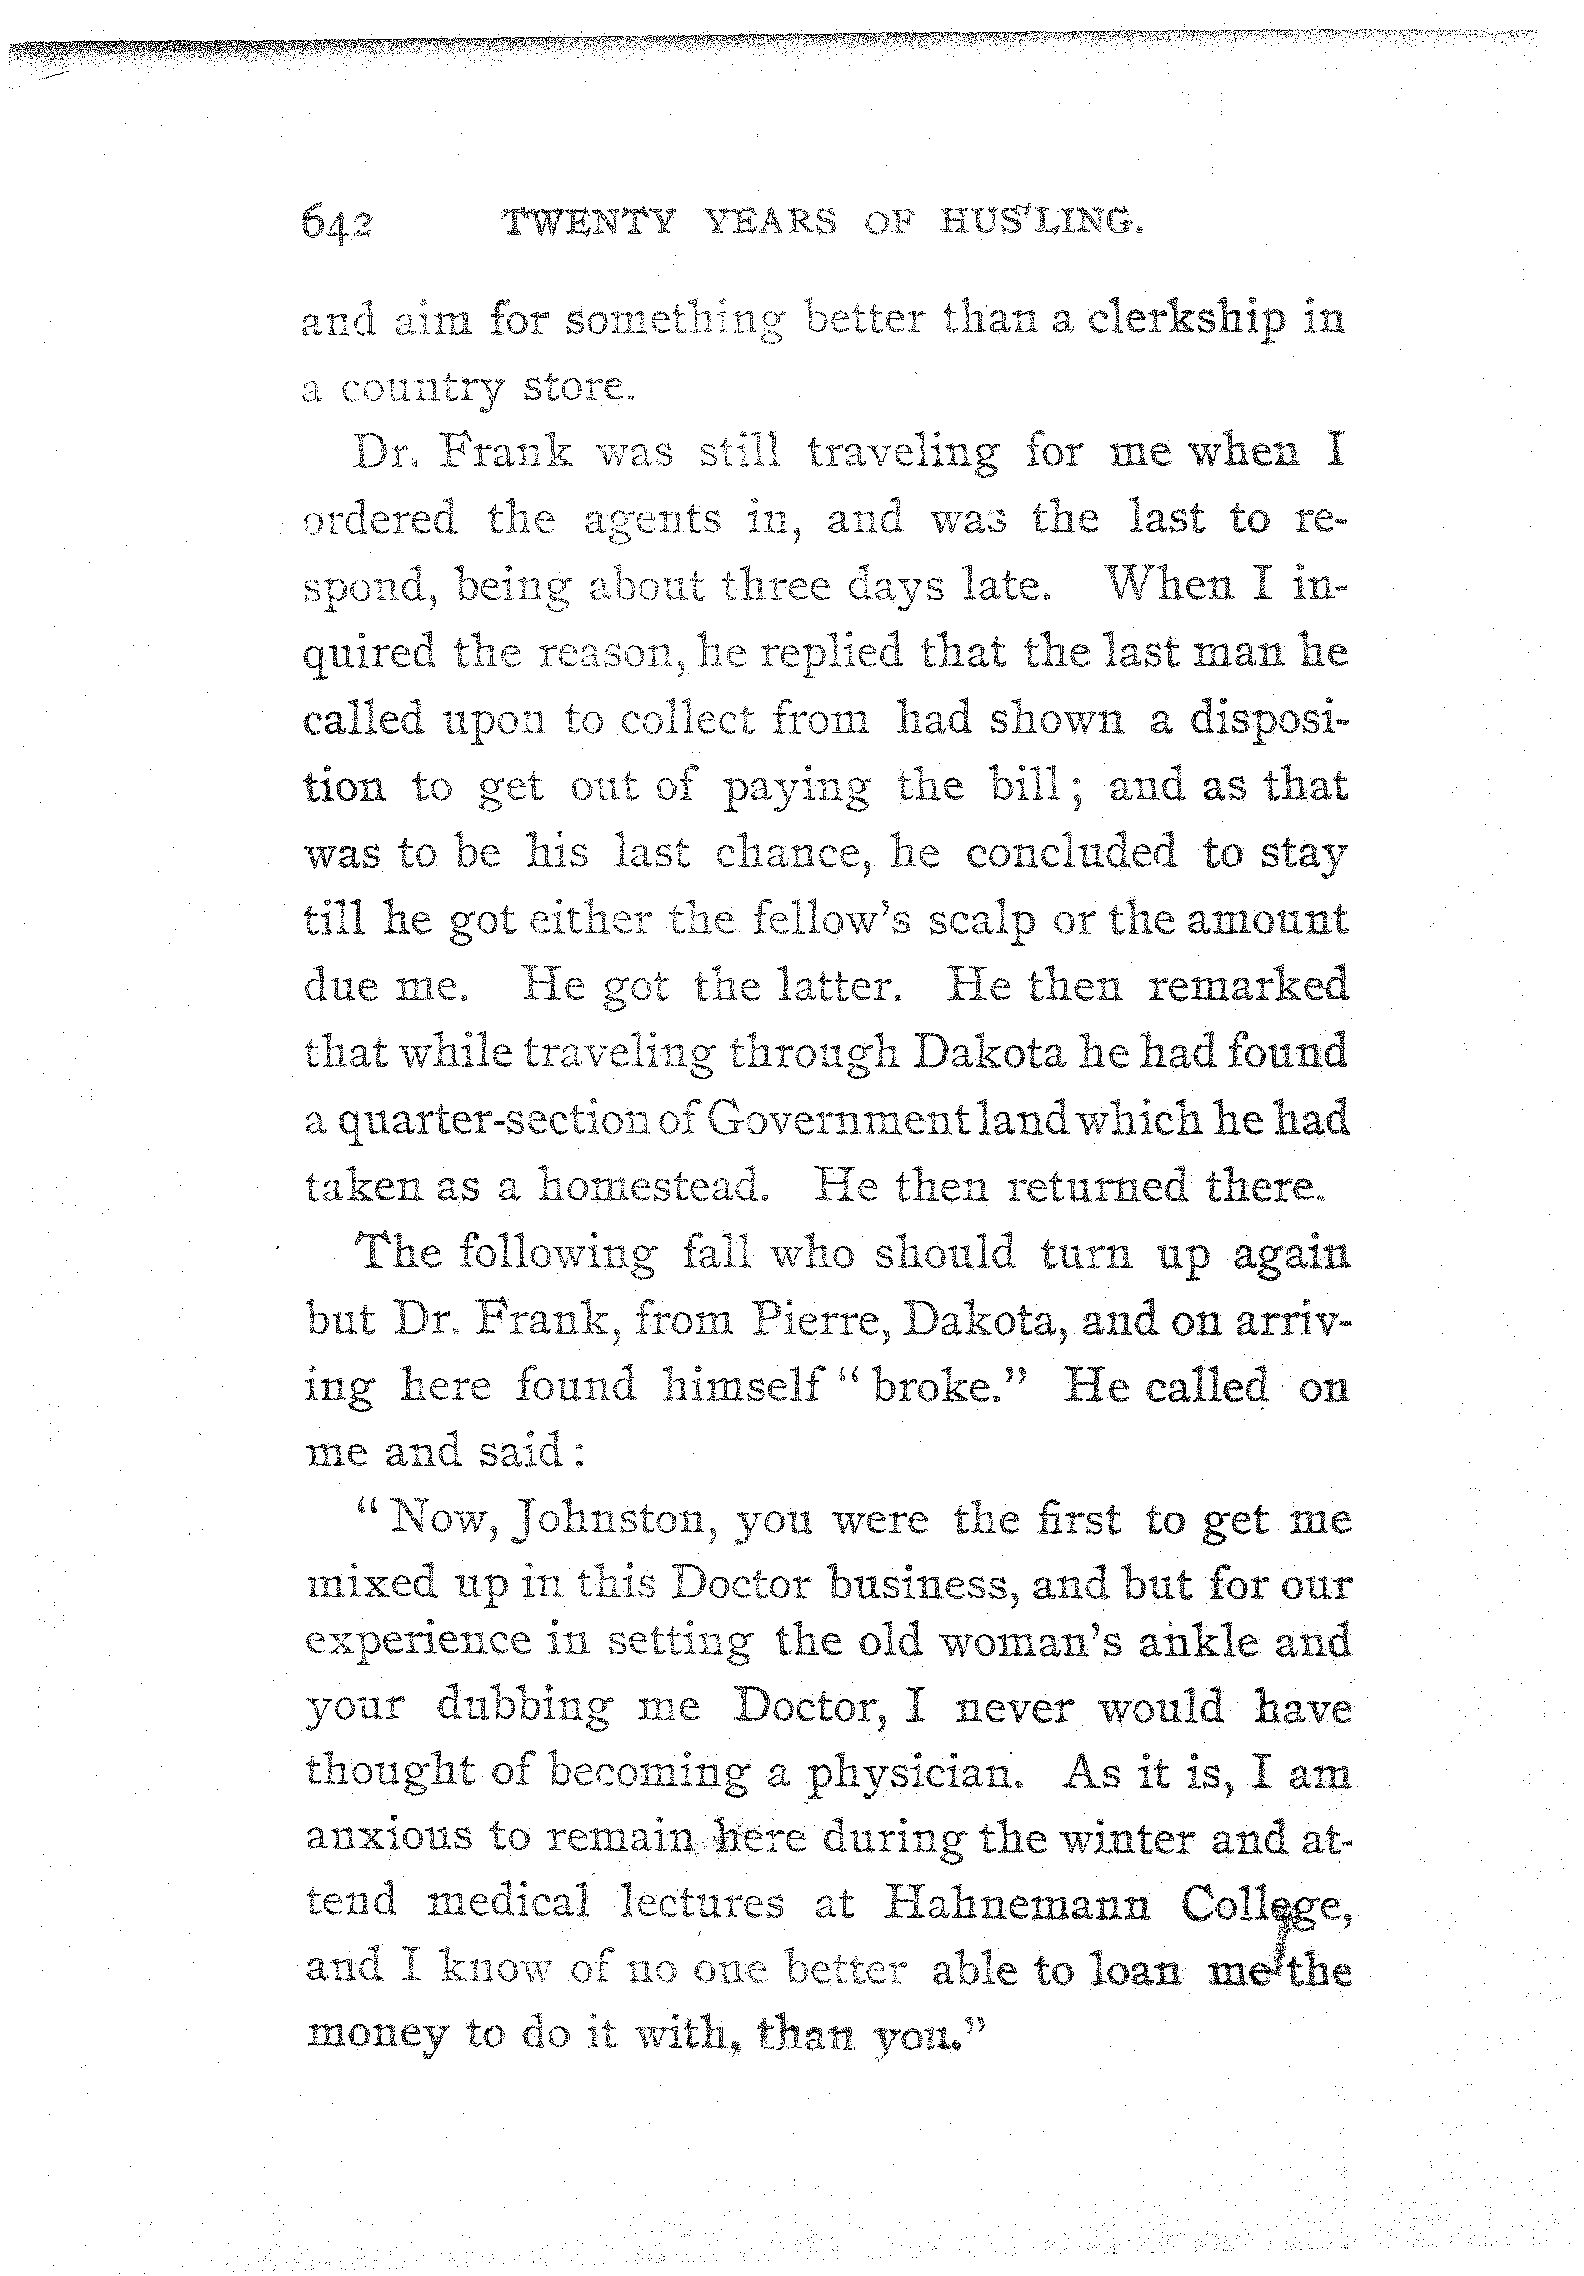 642 TWENTY YEARS OF HUS'LING.
and aim for something better than a clerkship in
a country store.
Dr. Frank was still traveling for me when I
ordered the agents in, and was the last to re-
spond, being about three days late. When I in-
quired the reason, he replied that the last man he
called upon to collect from had shown a disposi-
tion to get out of paying the bill; and as that
was to be his last chance, he concluded to stay
till he got either the fellow's scalp or the amount
due me. He got the latter. He then remarked
that while traveling through Dakota he had found
a quarter-section of Government land which he had
taken as a homestead. He then returned there.
The following fall who should turn up again
but Dr. Frank, from Pierre, Dakota, and on arriv-
ing here found himself "broke." He called on
me and said:
"Now, Johnston, you were the first to get me
mixed up in this Doctor business, and but for our
experience in setting the old woman's ankle and
your dubbing me Doctor, I never would have
thought of becoming a physician. As it is, I am
anxious to remain here during the winter and at-
tend medical lectures at Hahnemann College,
and I know of no one better able to loan me the
money to do it with, than you."